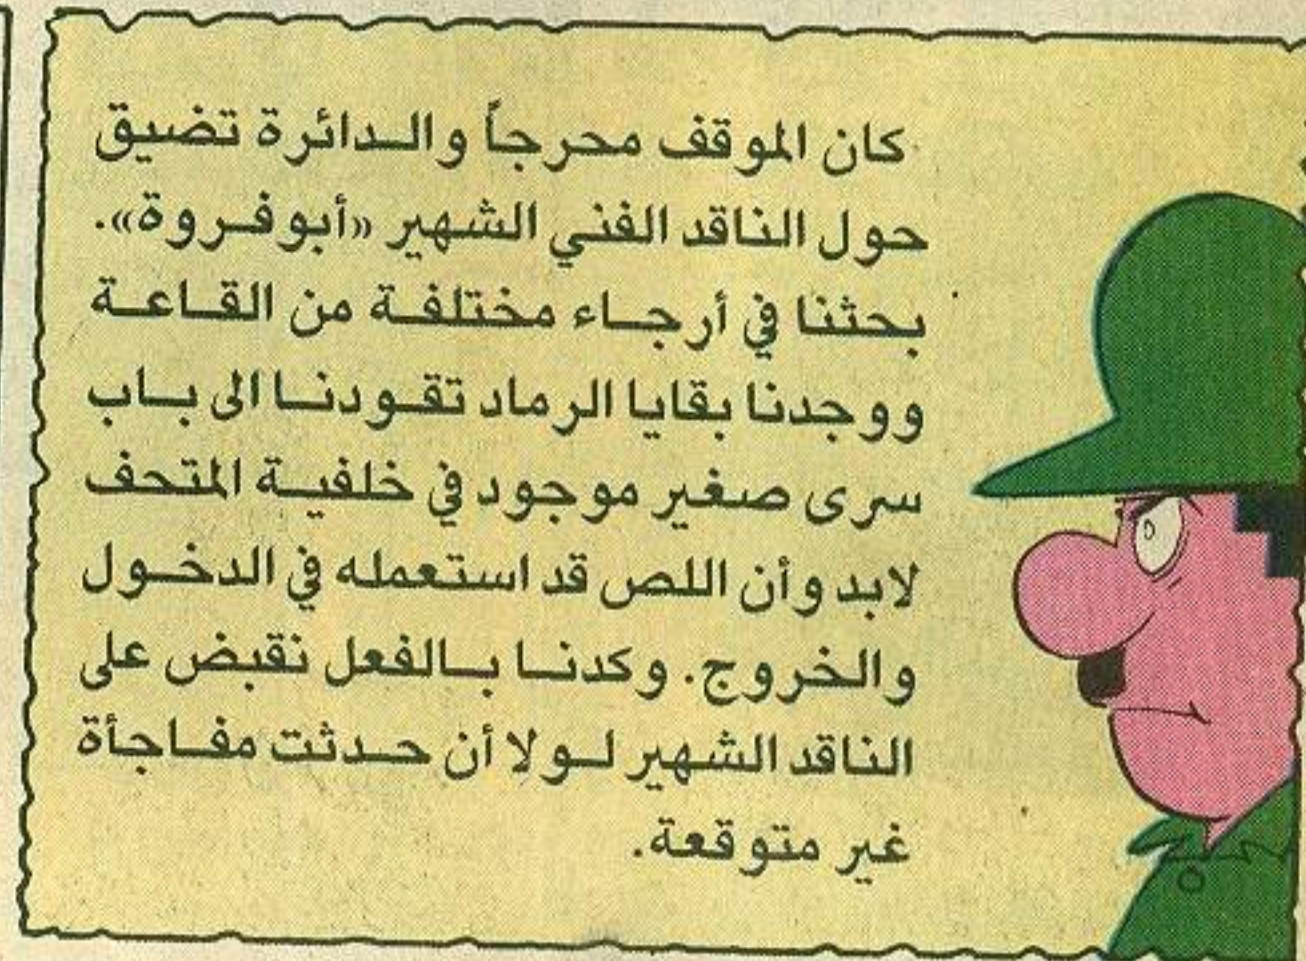 كان الموقف محرجاً والدائرة تضيق
حول الناقد الفني الشهير «أبو فروة».
بحثنا في أرجاء مختلفة من القاعة
ووجدنا بقايا الرماد تقودنا الى باب
سرى صغير موجود في خلفية المتحف
لابد وأن اللص قد استعمله في الدخول
والخروج. وكدنا بالفعل نقبض على
الناقد الشهير لولا أن حدثت مفاجأة
غير متوقعة.